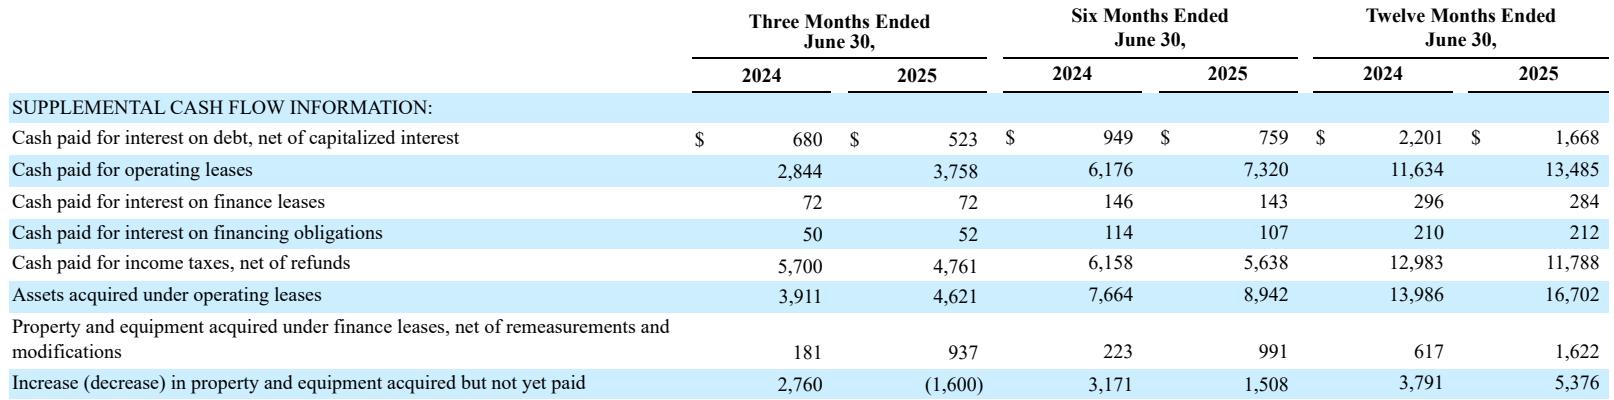 Three Months Ended June 30, Six Months Ended June 30, Twelve Months Ended June 30,
2024 2025 2024 2025 2024 2025
SUPPLEMENTAL CASH FLOW INFORMATION:
Cash paid for interest on debt, net of capitalized interest $ 680 $ 523 $ 949 $ 759 $ 2,201 $ 1,668
Cash paid for operating leases 2,844 3,758 6,176 7,320 11,634 13,485
Cash paid for interest on finance leases 72 72 146 143 296 284
Cash paid for interest on financing obligations 50 52 114 107 210 212
Cash paid for income taxes, net of refunds 5,700 4,761 6,158 5,638 12,983 11,788
Assets acquired under operating leases 3,911 4,621 7,664 8,942 13,986 16,702
Property and equipment acquired under finance leases, net of remeasurements and
modifications 181 937 223 991 617 1,622
Increase (decrease) in property and equipment acquired but not yet paid 2,760 (1,600) 3,171 1,508 3,791 5,376